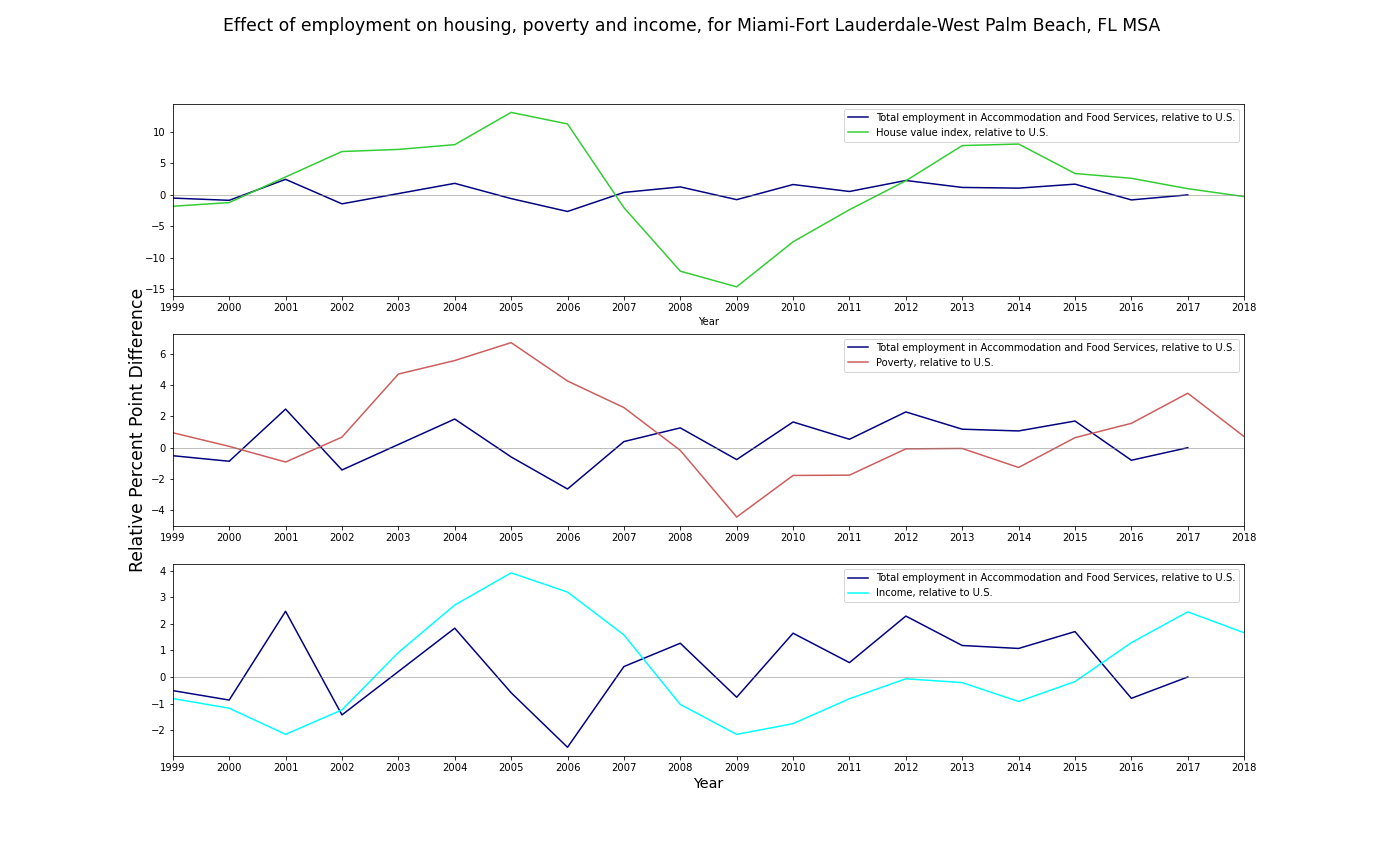 Effect of employment on housing, poverty and income, for Miami-Fort Lauderdale-West Palm Beach, FL MSA
Relative Percent Point Difference
Total employment in Accommodation and Food Services, relative to U.S.
House value index, relative to U.S.
10
5
0
−5
−10
−15
1999 2000 2001 2002 2003 2004 2005 2006 2007 2008 2009 2010 2011 2012 2013 2014 2015 2016 2017 2018
Year
Total employment in Accommodation and Food Services, relative to U.S.
Poverty, relative to U.S.
6
4
2
0
−2
−4
1999 2000 2001 2002 2003 2004 2005 2006 2007 2008 2009 2010 2011 2012 2013 2014 2015 2016 2017 2018
Total employment in Accommodation and Food Services, relative to U.S.
Income, relative to U.S.
4
3
2
1
0
−1
−2
1999 2000 2001 2002 2003 2004 2005 2006 2007 2008 2009 2010 2011 2012 2013 2014 2015 2016 2017 2018
Year